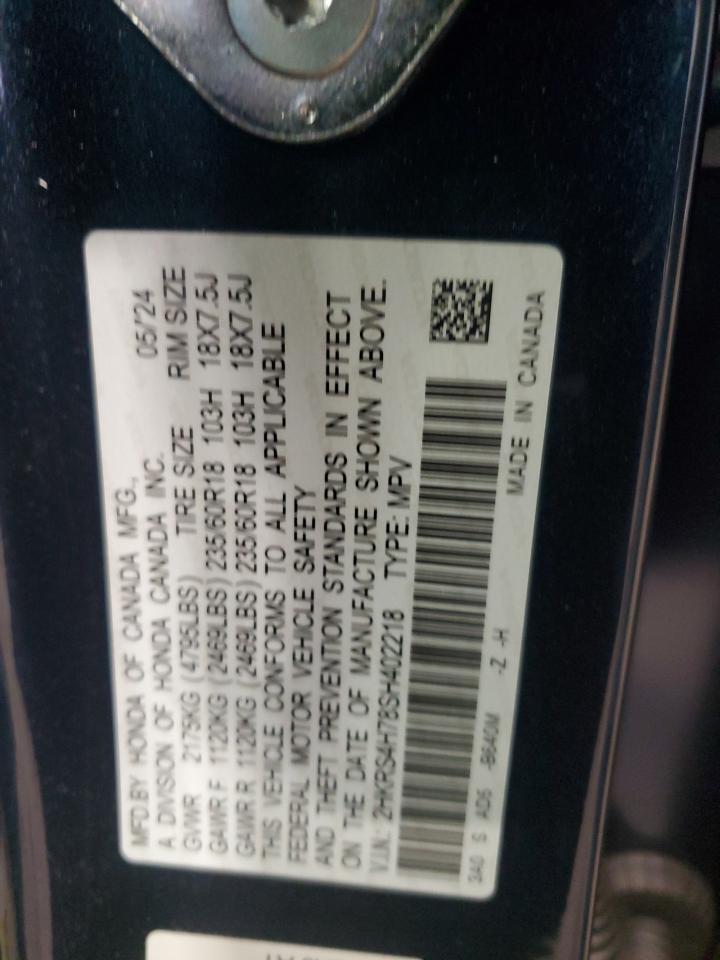 MFD.BY HONDA OF CANADA MFG.,
A DIVISION OF HONDA CANADA INC. 05/'24
GVWR 2175KG (4795LBS) TIRE SIZE RIM SIZE
GAWR F 1120KG (2469LBS) 235/60R18 103H 18X7.5J
GAWR R 1120KG (2469LBS) 235/60R18 103H 18X7.5J
THIS VEHICLE CONFORMS TO ALL APPLICABLE
FEDERAL MOTOR VEHICLE SAFETY
AND THEFT PREVENTION STANDARDS IN EFFECT
ON THE DATE OF MANUFACTURE SHOWN ABOVE.
V.I.N.: 2HKRS4H78SH402218 TYPE: MPV
MADE IN CANADA
3A0 S AD5 -B640M -Z -H